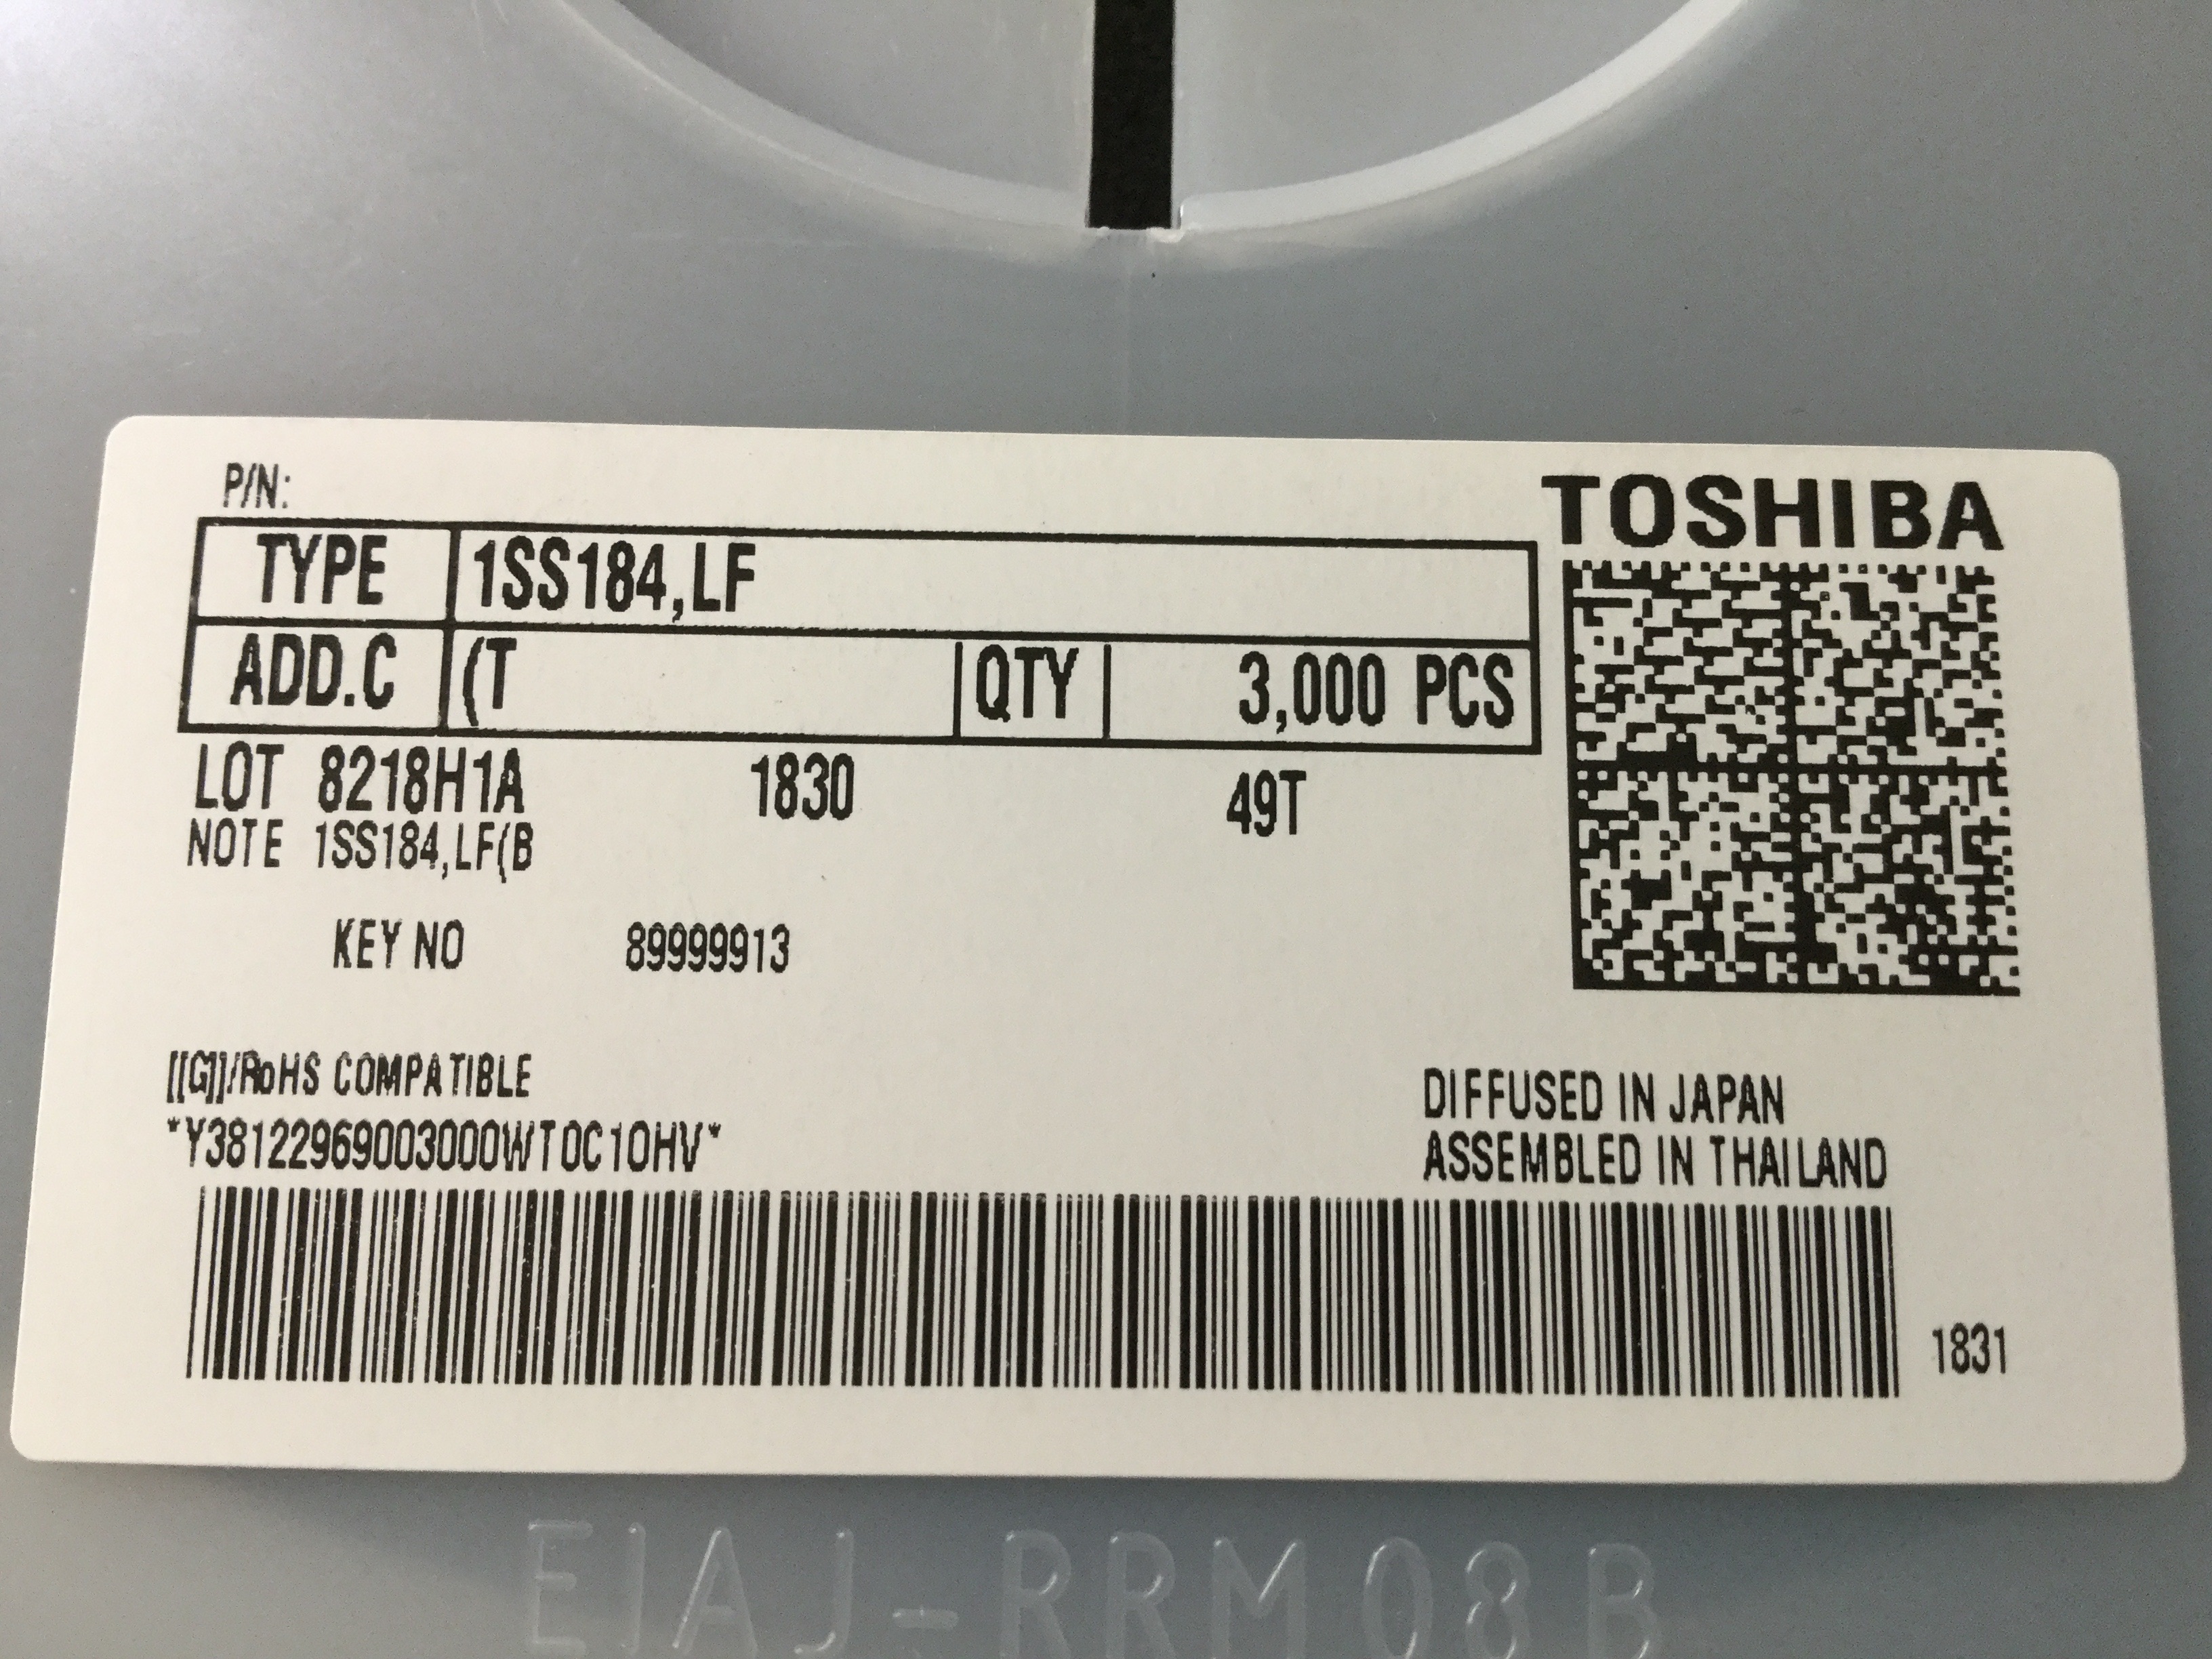 P/N:
TOSHIBA
TYPE 1SS184,LF
ADD.C (T QTY 3,000 PCS
LOT 8218H1A 1830 49T
NOTE 1SS184,LF(B
KEY NO 89999913
[[G]]/RoHS COMPATIBLE
*Y38122969003000WT0C10HV*
DIFFUSED IN JAPAN
ASSEMBLED IN THAILAND
1831
EIAJ-RRM08B